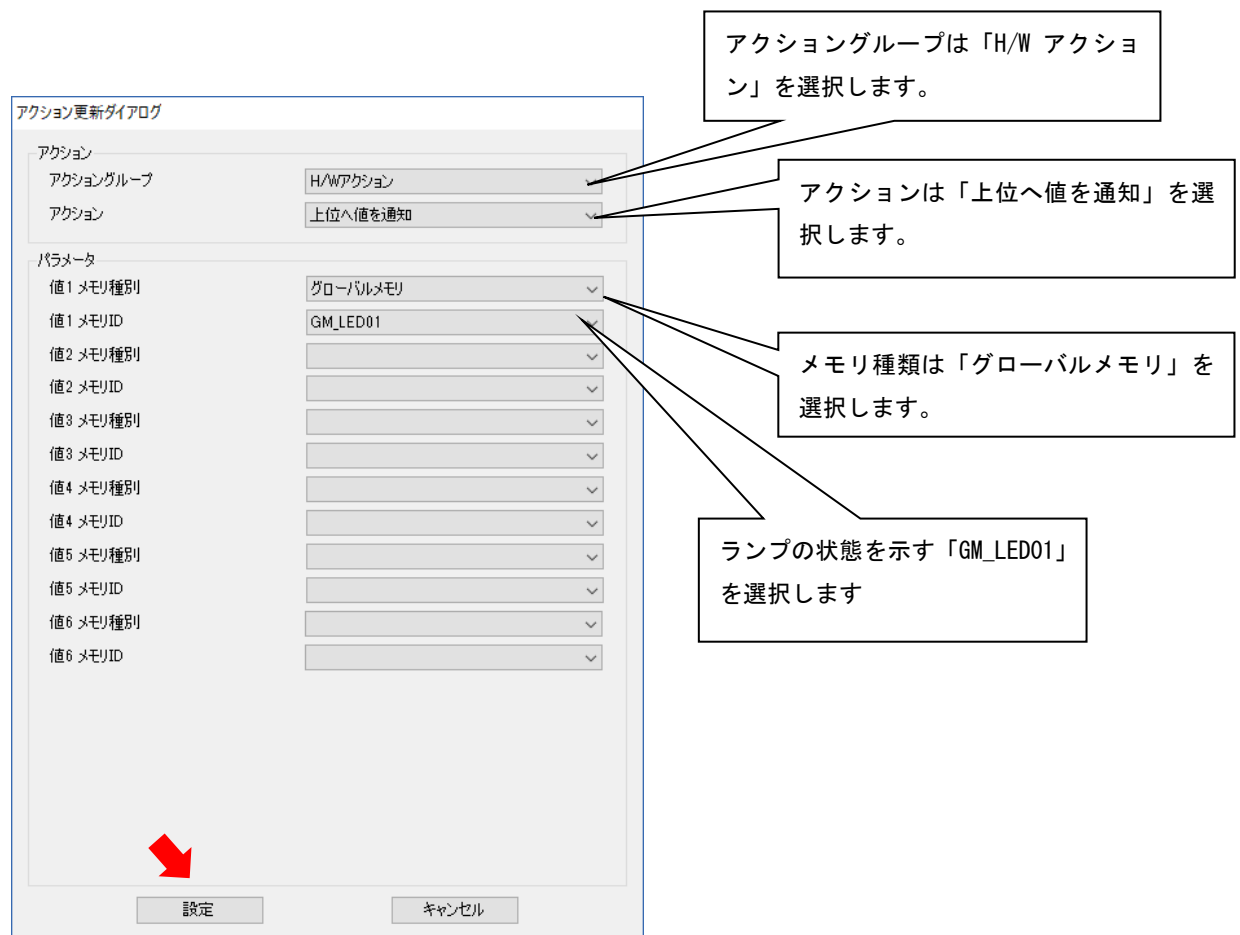 アクショングループは「H/W アクショ
ン」を選択します。
アクション更新ダイアログ
アクション
アクショングループ
H/Wアクション
アクション
上位へ値を通知
アクションは「上位へ値を通知」を選
択します。
パラメータ
値1 メモリ種別
グローバルメモリ
値1 メモリID
GM_LED01
値2 メモリ種別
値2 メモリID
値3 メモリ種別
値3 メモリID
値4 メモリ種別
値4 メモリID
値5 メモリ種別
値5 メモリID
値6 メモリ種別
値6 メモリID
メモリ種類は「グローバルメモリ」を
選択します。
ランプの状態を示す「GM_LED01」
を選択します
設定
キャンセル